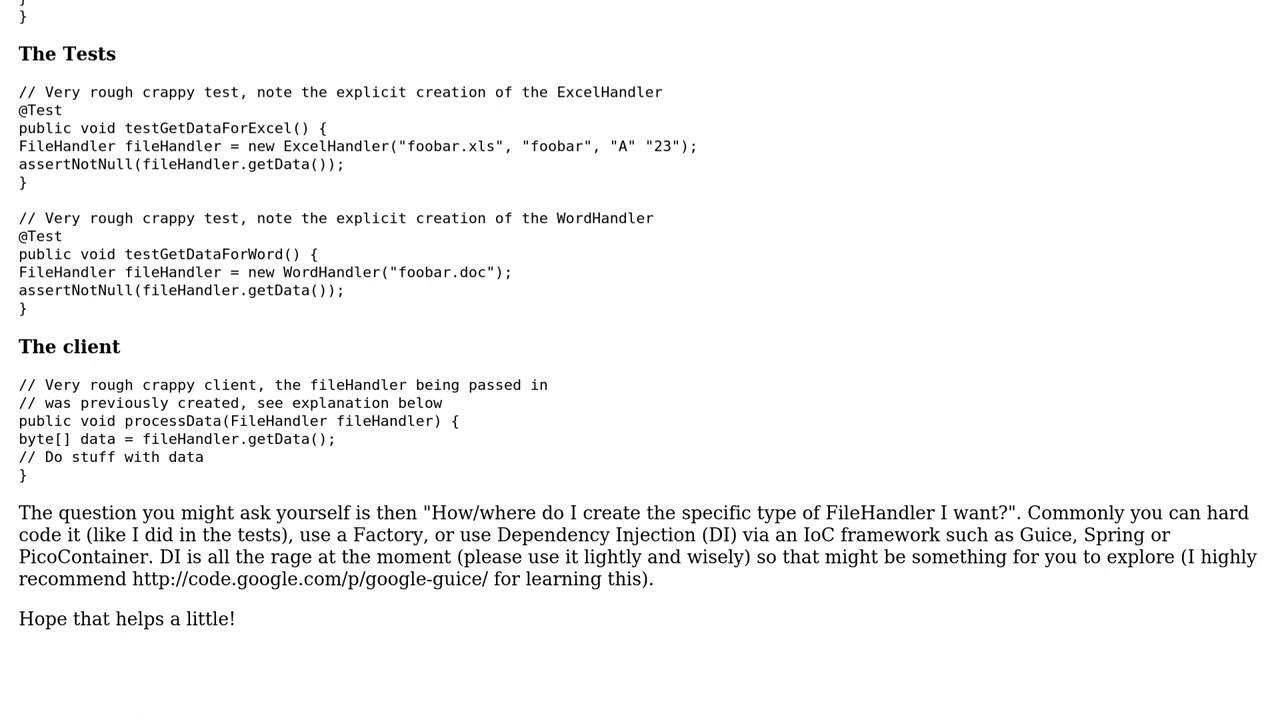 }
The Tests
// Very rough crappy test, note the explicit creation of the ExcelHandler
@Test
public void testGetDataForExcel() {
FileHandler fileHandler = new ExcelHandler("foobar.xls", "foobar", "A" "23");
assertNotNull(fileHandler.getData());
}
// Very rough crappy test, note the explicit creation of the WordHandler
@Test
public void testGetDataForWord() {
FileHandler fileHandler = new WordHandler("foobar.doc");
assertNotNull(fileHandler.getData());
}
The client
// Very rough crappy client, the fileHandler being passed in
// was previously created, see explanation below
public void processData(FileHandler fileHandler) {
byte[] data = fileHandler.getData();
// Do stuff with data
}
The question you might ask yourself is then "How/where do I create the specific type of FileHandler I want?". Commonly you can hard
code it (like I did in the tests), use a Factory, or use Dependency Injection (DI) via an IoC framework such as Guice, Spring or
PicoContainer. DI is all the rage at the moment (please use it lightly and wisely) so that might be something for you to explore (I highly
recommend http://code.google.com/p/google-guice/ for learning this).
Hope that helps a little!